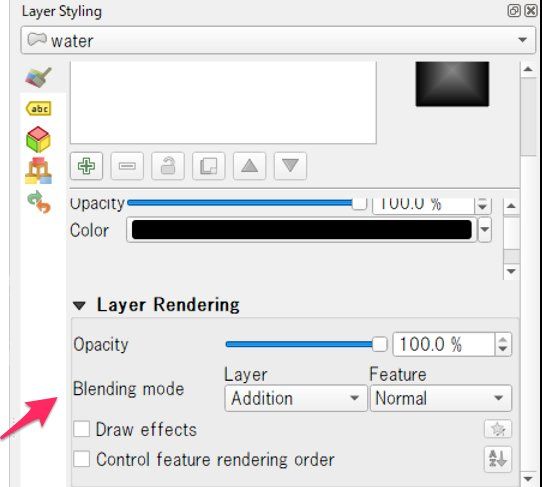 Layer Styling
water
abc
Opacity 100.0 %
Color
Layer Rendering
Opacity 100.0 %
Layer Feature
Blending mode Addition Normal
Draw effects
Control feature rendering order
A Z